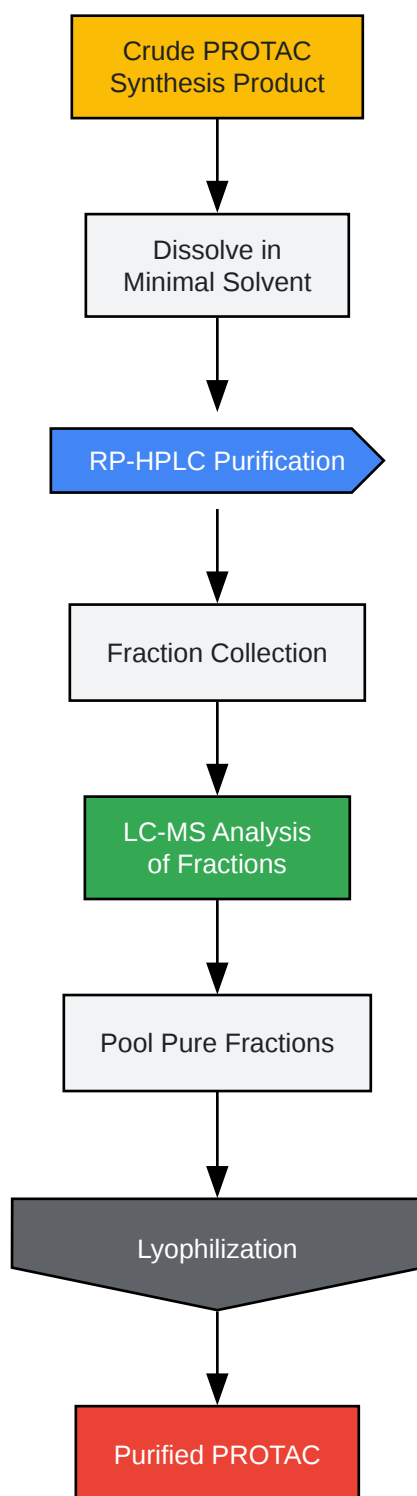 Crude PROTAC
Synthesis Product
Dissolve in
Minimal Solvent
RP-HPLC Purification
Fraction Collection
LC-MS Analysis
of Fractions
Pool Pure Fractions
Lyophilization
Purified PROTAC